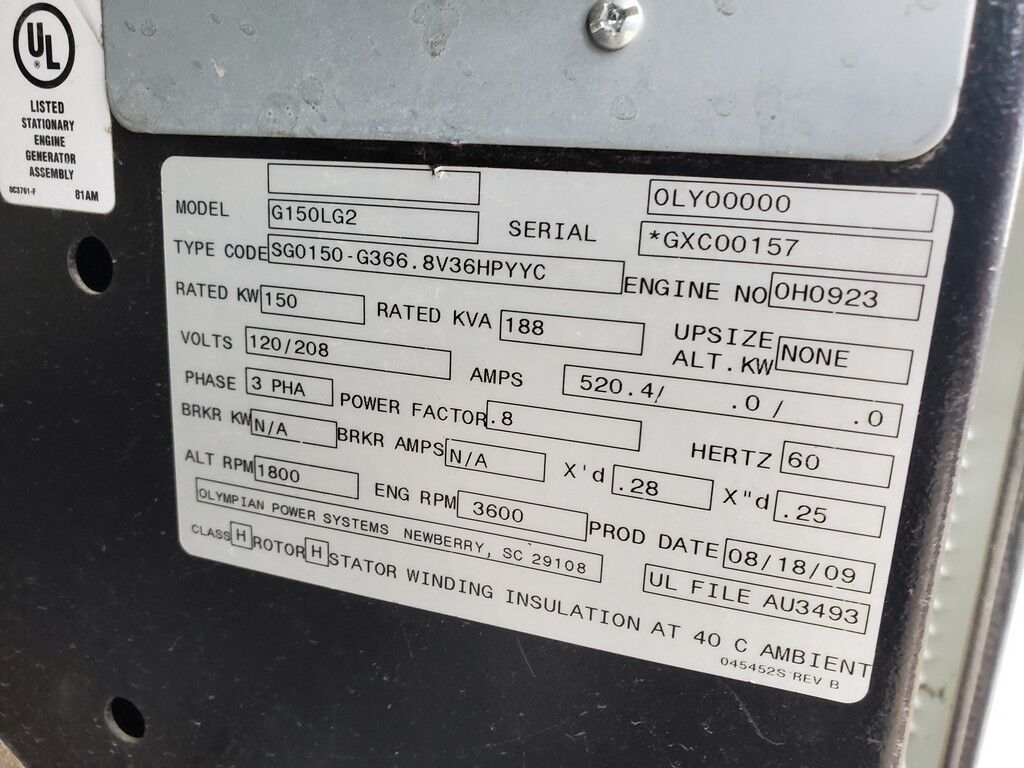 UL
®
LISTED
STATIONARY
ENGINE
GENERATOR
ASSEMBLY
0C3761-F 81AM
OLY00000
MODEL G150LG2 SERIAL *GXC00157
TYPE CODE SG0150-G366.8V36HPYYC ENGINE NO OH0923
RATED KW 150 RATED KVA 188 UPSIZE ALT.KW NONE
VOLTS 120/208 AMPS 520.4/ .0/ .0
PHASE 3 PHA POWER FACTOR .8 HERTZ 60
BRKR KW N/A BRKR AMPS N/A X'd .28 X"d .25
ALT RPM 1800 ENG RPM 3600 PROD DATE 08/18/09
OLYMPIAN POWER SYSTEMS NEWBERRY, SC 29108 UL FILE AU3493
CLASS H ROTOR H STATOR WINDING INSULATION AT 40 C AMBIENT
045452S REV B